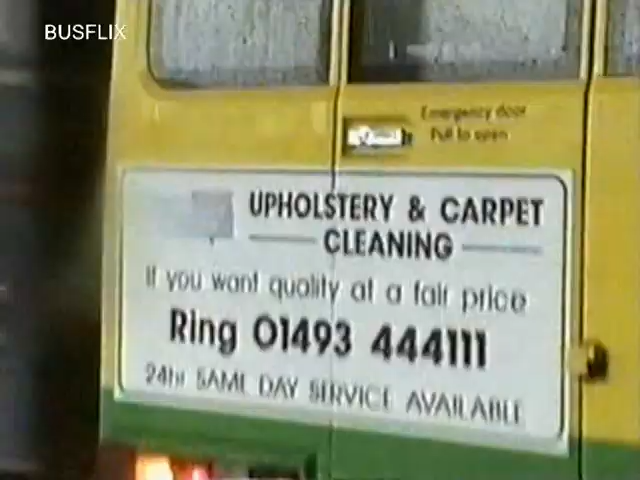 BUSFLIX
Emergency door
Pull to open
UPHOLSTERY & CARPET
CLEANING
If you want quality at a fair price
Ring 01493 444111
24hr SAME DAY SERVICE AVAILABLE